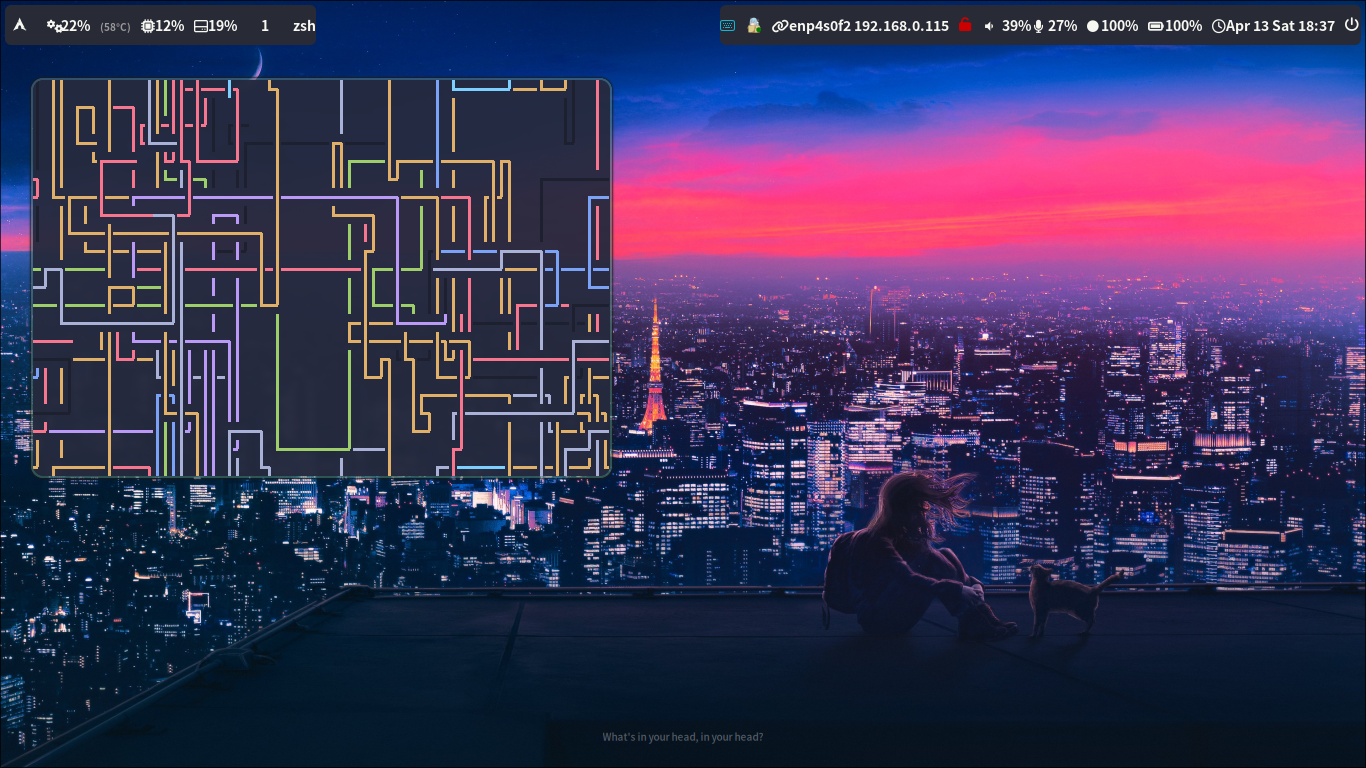 22% (58°C) 12% 19% 1 zsh
enp4s0f2 192.168.0.115 39% 27% 100% 100% Apr 13 Sat 18:37
What's in your head, in your head?